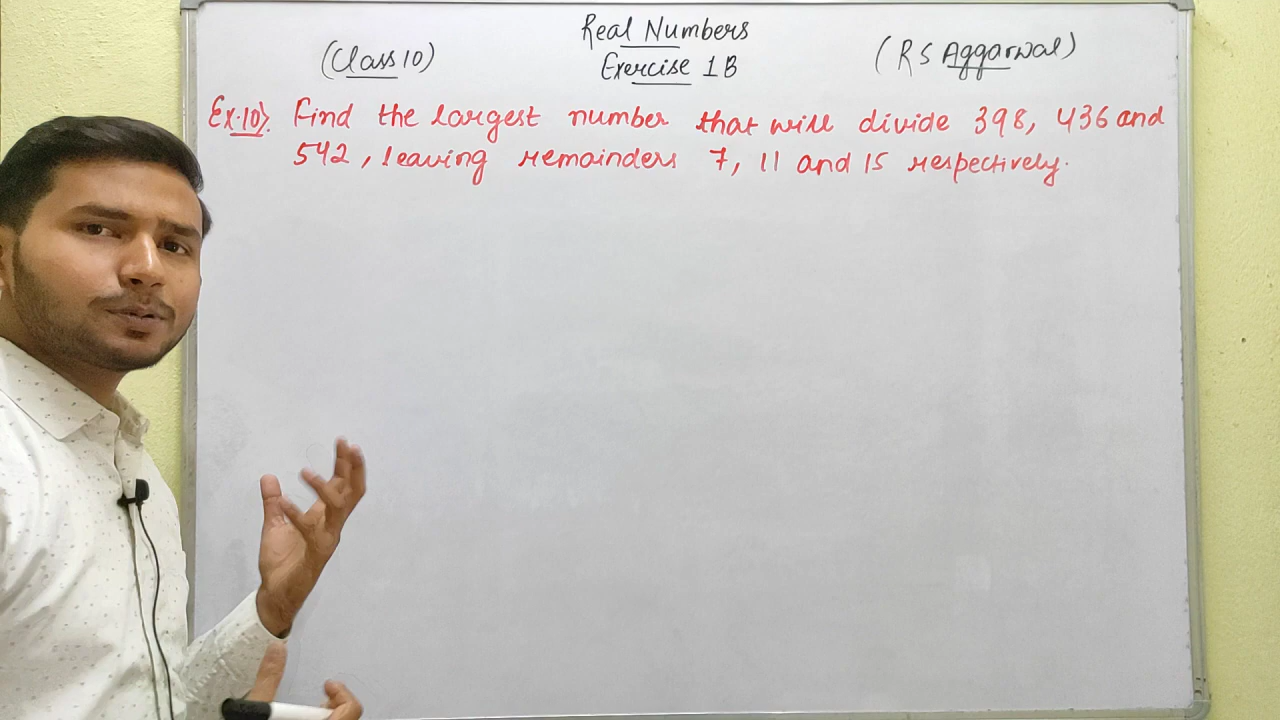 Real Numbers
(Class 10) Exercise 1B (RS Aggarwal)
Ex.10⟩. Find the largest number that will divide 398, 436 and
542, leaving remainders 7, 11 and 15 respectively.